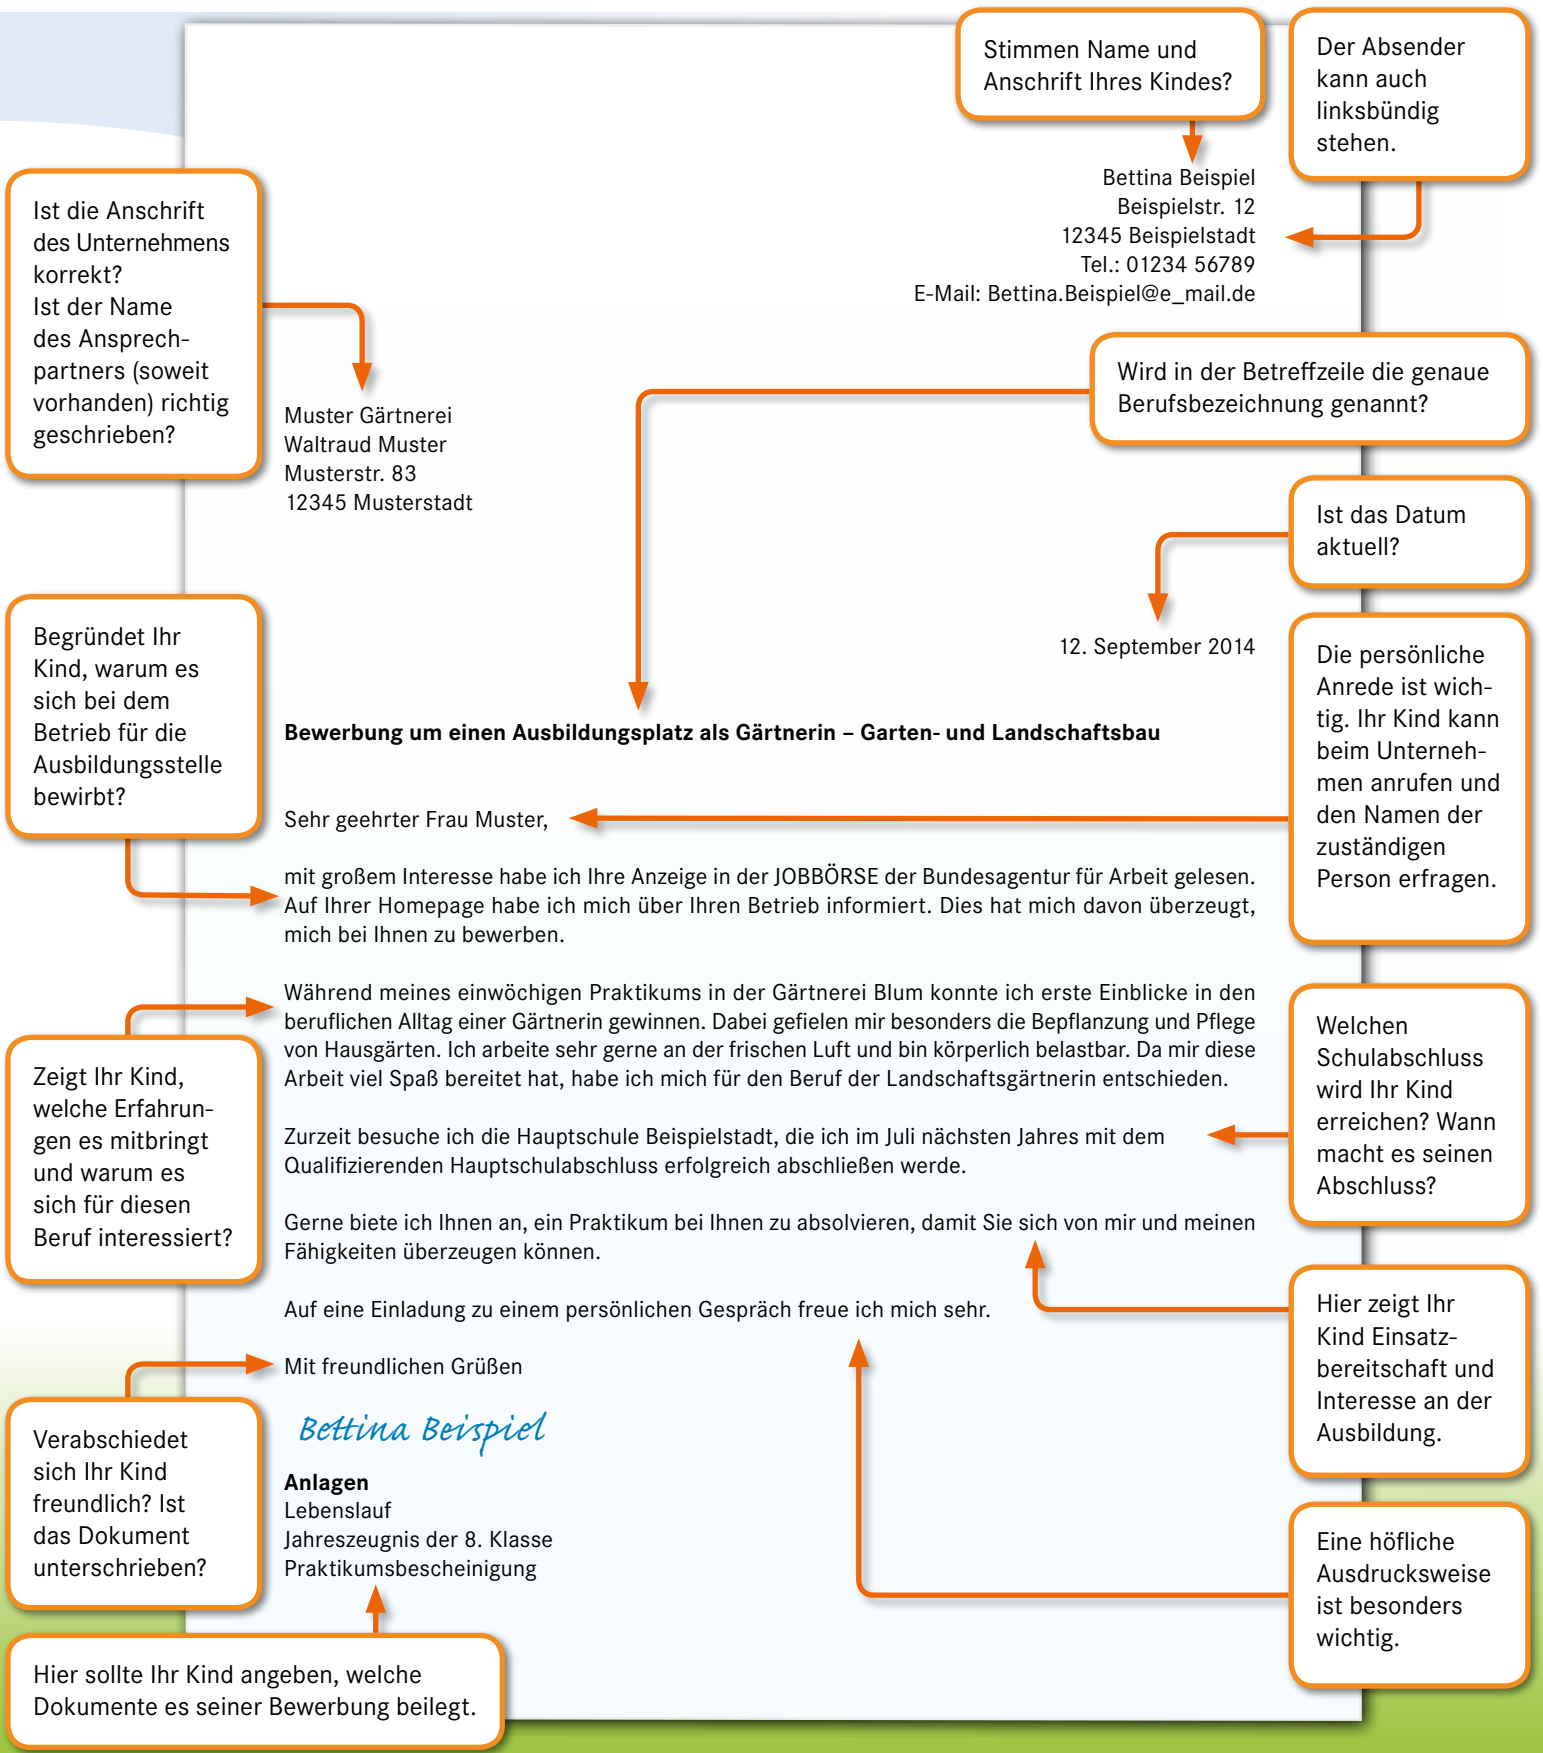 Stimmen Name und
Anschrift Ihres Kindes?
Der Absender
kann auch
linksbündig
stehen.
Bettina Beispiel
Beispielstr. 12
12345 Beispielstadt
Tel.: 01234 56789
E-Mail: Bettina.Beispiel@e_mail.de
Ist die Anschrift
des Unternehmens
korrekt?
Ist der Name
des Ansprech-
partners (soweit
vorhanden) richtig
geschrieben?
Wird in der Betreffzeile die genaue
Berufsbezeichnung genannt?
Muster Gärtnerei
Waltraud Muster
Musterstr. 83
12345 Musterstadt
Ist das Datum
aktuell?
12. September 2014
Begründet Ihr
Kind, warum es
sich bei dem
Betrieb für die
Ausbildungsstelle
bewirbt?
Die persönliche
Anrede ist wich-
tig. Ihr Kind kann
beim Unterneh-
men anrufen und
den Namen der
zuständigen
Person erfragen.
Bewerbung um einen Ausbildungsplatz als Gärtnerin – Garten- und Landschaftsbau
Sehr geehrter Frau Muster,
mit großem Interesse habe ich Ihre Anzeige in der JOBBÖRSE der Bundesagentur für Arbeit gelesen.
Auf Ihrer Homepage habe ich mich über Ihren Betrieb informiert. Dies hat mich davon überzeugt,
mich bei Ihnen zu bewerben.
Während meines einwöchigen Praktikums in der Gärtnerei Blum konnte ich erste Einblicke in den
beruflichen Alltag einer Gärtnerin gewinnen. Dabei gefielen mir besonders die Bepflanzung und Pflege
von Hausgärten. Ich arbeite sehr gerne an der frischen Luft und bin körperlich belastbar. Da mir diese
Arbeit viel Spaß bereitet hat, habe ich mich für den Beruf der Landschaftsgärtnerin entschieden.
Zeigt Ihr Kind,
welche Erfahrun-
gen es mitbringt
und warum es
sich für diesen
Beruf interessiert?
Welchen
Schulabschluss
wird Ihr Kind
erreichen? Wann
macht es seinen
Abschluss?
Zurzeit besuche ich die Hauptschule Beispielstadt, die ich im Juli nächsten Jahres mit dem
Qualifizierenden Hauptschulabschluss erfolgreich abschließen werde.
Gerne biete ich Ihnen an, ein Praktikum bei Ihnen zu absolvieren, damit Sie sich von mir und meinen
Fähigkeiten überzeugen können.
Auf eine Einladung zu einem persönlichen Gespräch freue ich mich sehr.
Hier zeigt Ihr
Kind Einsatz-
bereitschaft und
Interesse an der
Ausbildung.
Mit freundlichen Grüßen
Bettina Beispiel
Verabschiedet
sich Ihr Kind
freundlich? Ist
das Dokument
unterschrieben?
Anlagen
Lebenslauf
Jahreszeugnis der 8. Klasse
Praktikumsbescheinigung
Eine höfliche
Ausdrucksweise
ist besonders
wichtig.
Hier sollte Ihr Kind angeben, welche
Dokumente es seiner Bewerbung beilegt.